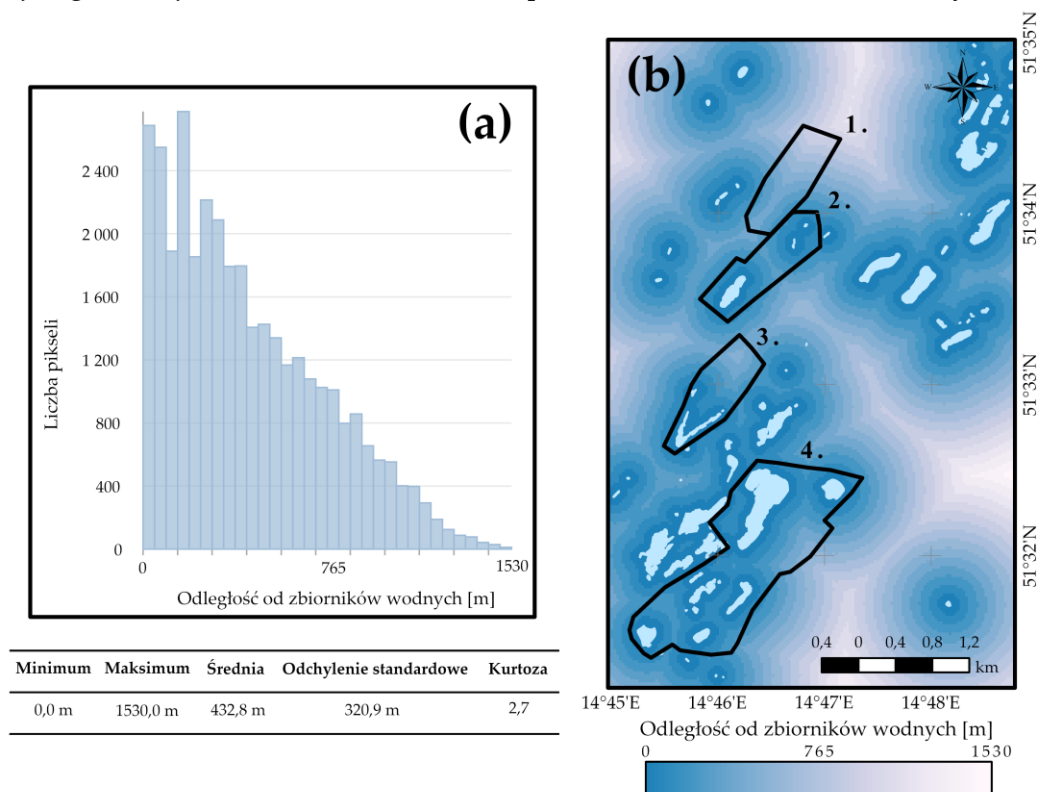 (a)
2 400
2 000
1 600
1 200
800
400
0
Liczba pikseli
0 765 1530
Odległość od zbiorników wodnych [m]
Minimum Maksimum Średnia Odchylenie standardowe Kurtoza
0,0 m 1530,0 m 432,8 m 320,9 m 2,7
(b)
N
W E
S
1.
2.
3.
4.
51°35'N
51°34'N
51°33'N
51°32'N
0,4 0 0,4 0,8 1,2
km
14°45'E 14°46'E 14°47'E 14°48'E
Odległość od zbiorników wodnych [m]
0 765 1530